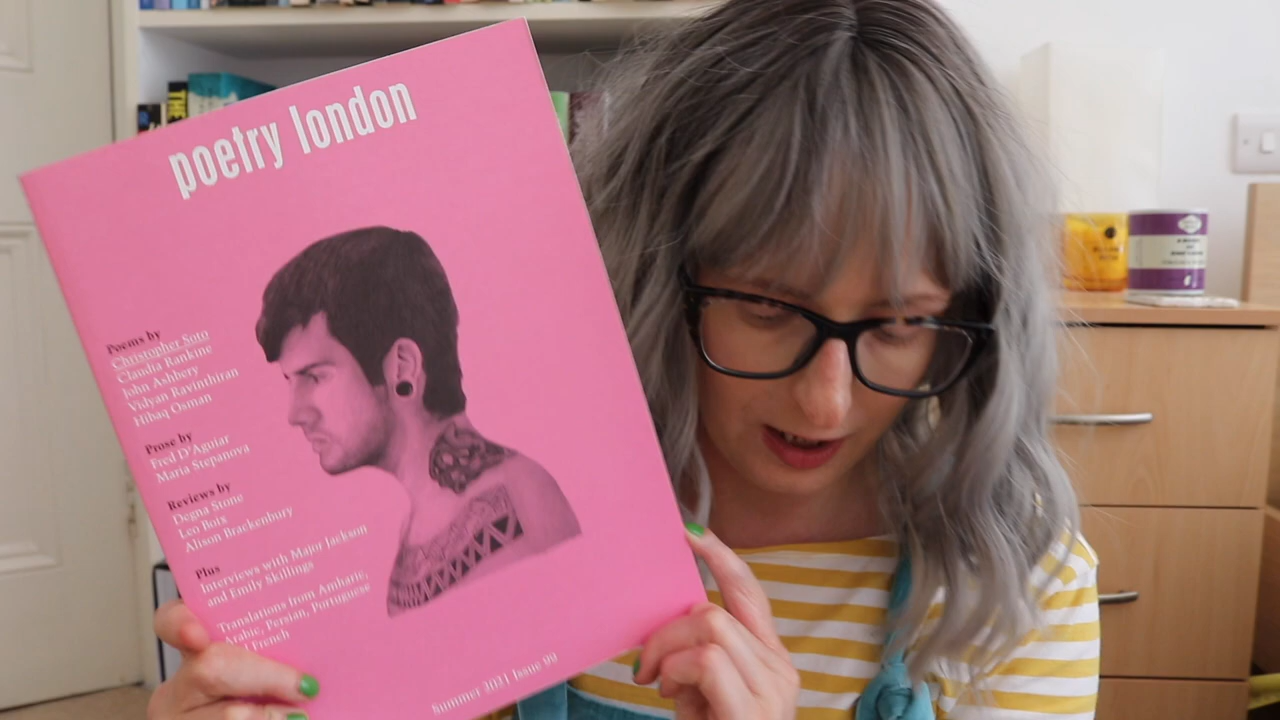 poetry london
Poems by
Christopher Soto
Claudia Rankine
John Ashbery
Vidyan Ravinthiran
Hibaq Osman
Prose by
Fred D'Aguiar
Maria Stepanova
Reviews by
Degna Stone
Leo Boix
Alison Brackenbury
Plus
Interviews with Major Jackson
and Emily Skillings
Translations from Amharic,
Arabic, Persian, Portuguese
French
Summer 2021 Issue 99
THE